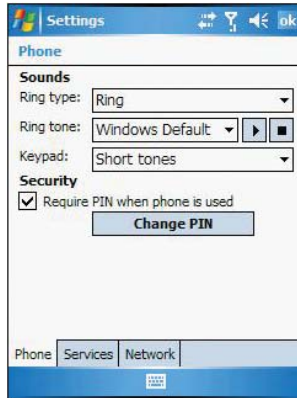 Settings
ok
Phone
Sounds
Ring type: Ring
Ring tone: Windows Default
Keypad: Short tones
Security
Require PIN when phone is used
Change PIN
Phone Services Network